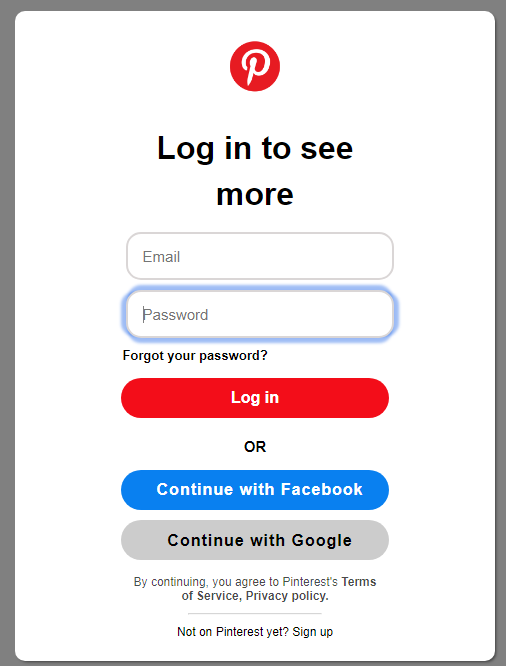 Log in to see
more
Email
Password
Forgot your password?
Log in
OR
Continue with Facebook
Continue with Google
By continuing, you agree to Pinterest's Terms
of Service, Privacy policy.
Not on Pinterest yet? Sign up